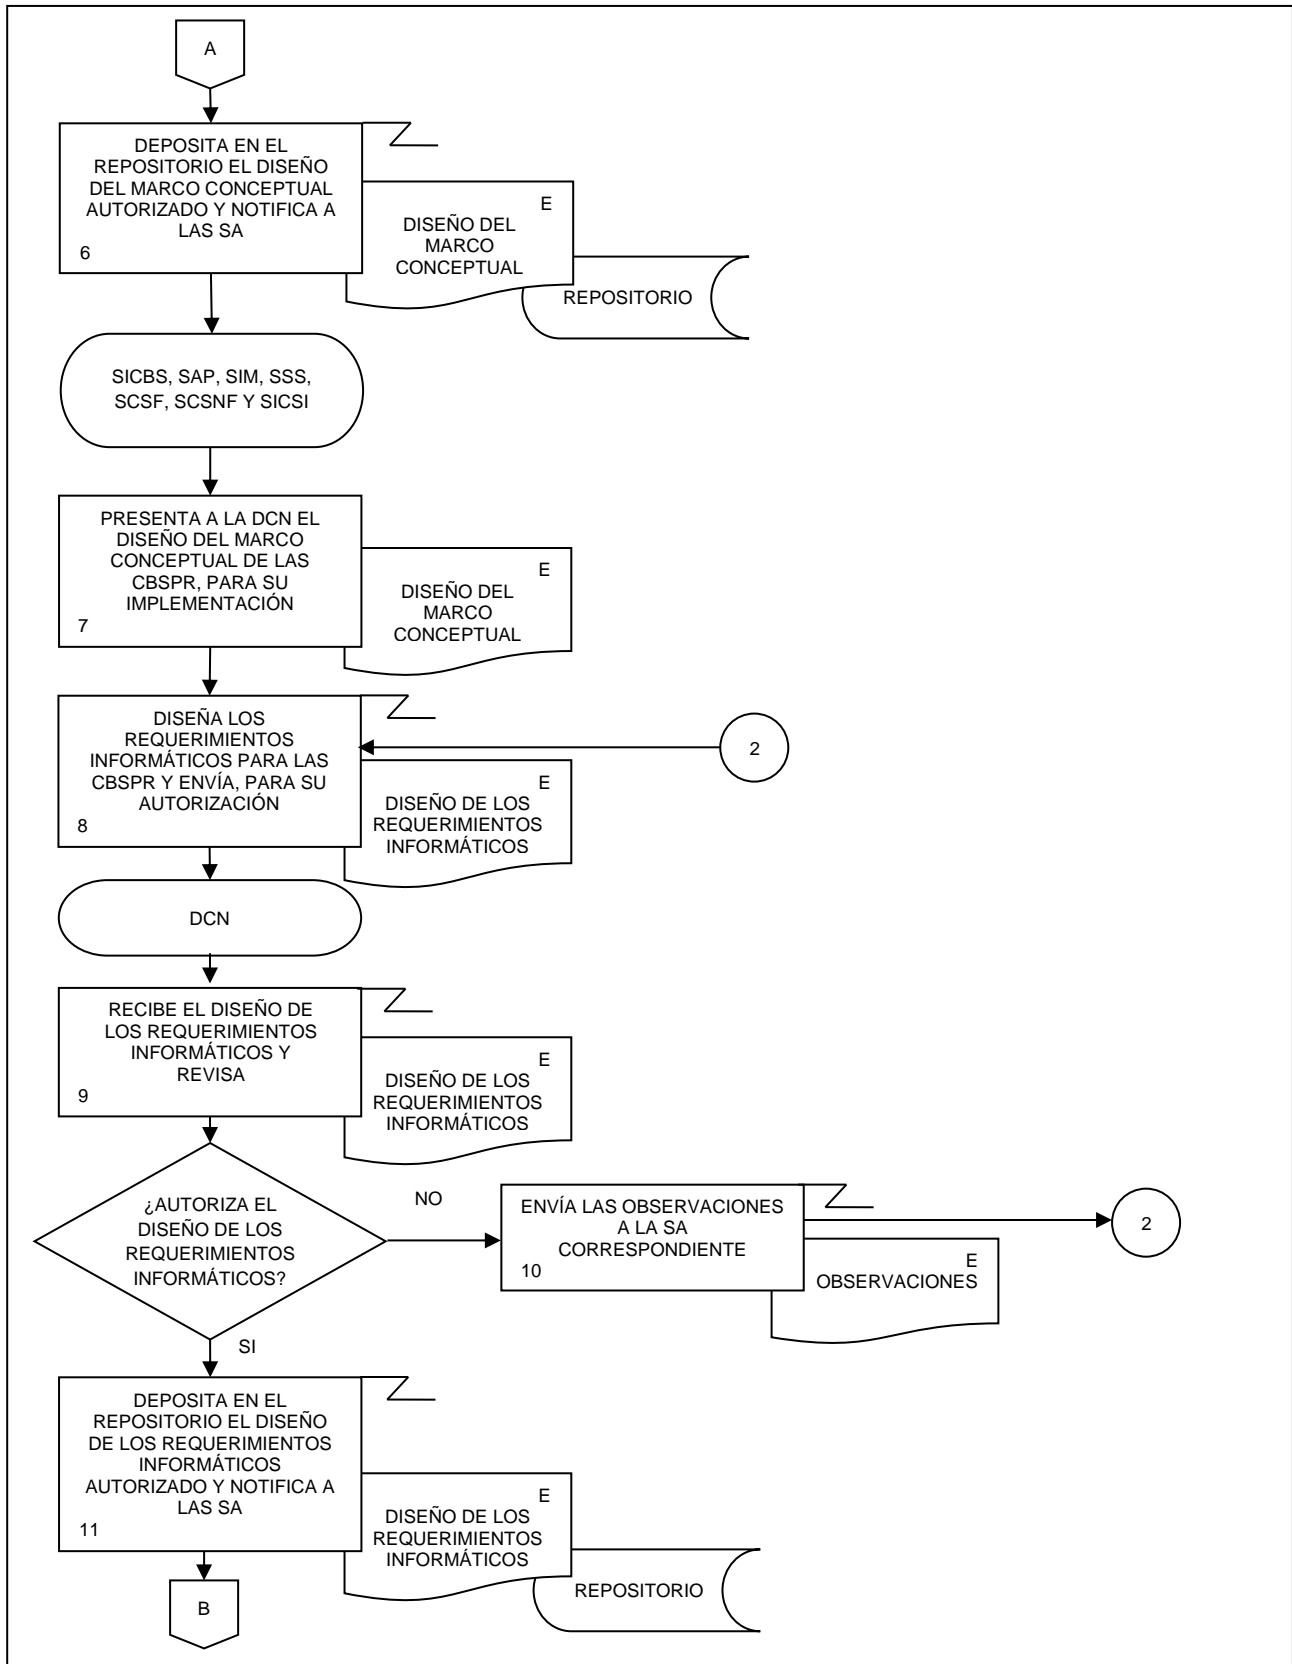 A
DEPOSITA EN EL
REPOSITORIO EL DISEÑO
DEL MARCO CONCEPTUAL
AUTORIZADO Y NOTIFICA A
LAS SA
6
E
DISEÑO DEL
MARCO
CONCEPTUAL
REPOSITORIO
SICBS, SAP, SIM, SSS,
SCSF, SCSNF Y SICSI
PRESENTA A LA DCN EL
DISEÑO DEL MARCO
CONCEPTUAL DE LAS
CBSPR, PARA SU
IMPLEMENTACIÓN
7
E
DISEÑO DEL
MARCO
CONCEPTUAL
DISEÑA LOS
REQUERIMIENTOS
INFORMÁTICOS PARA LAS
CBSPR Y ENVÍA, PARA SU
AUTORIZACIÓN
8
2
E
DISEÑO DE LOS
REQUERIMIENTOS
INFORMÁTICOS
DCN
RECIBE EL DISEÑO DE
LOS REQUERIMIENTOS
INFORMÁTICOS Y
REVISA
9
E
DISEÑO DE LOS
REQUERIMIENTOS
INFORMÁTICOS
¿AUTORIZA EL
DISEÑO DE LOS
REQUERIMIENTOS
INFORMÁTICOS?
NO
ENVÍA LAS OBSERVACIONES
A LA SA
CORRESPONDIENTE
10
2
E
OBSERVACIONES
SI
DEPOSITA EN EL
REPOSITORIO EL DISEÑO
DE LOS REQUERIMIENTOS
INFORMÁTICOS
AUTORIZADO Y NOTIFICA A
LAS SA
11
E
DISEÑO DE LOS
REQUERIMIENTOS
INFORMÁTICOS
REPOSITORIO
B